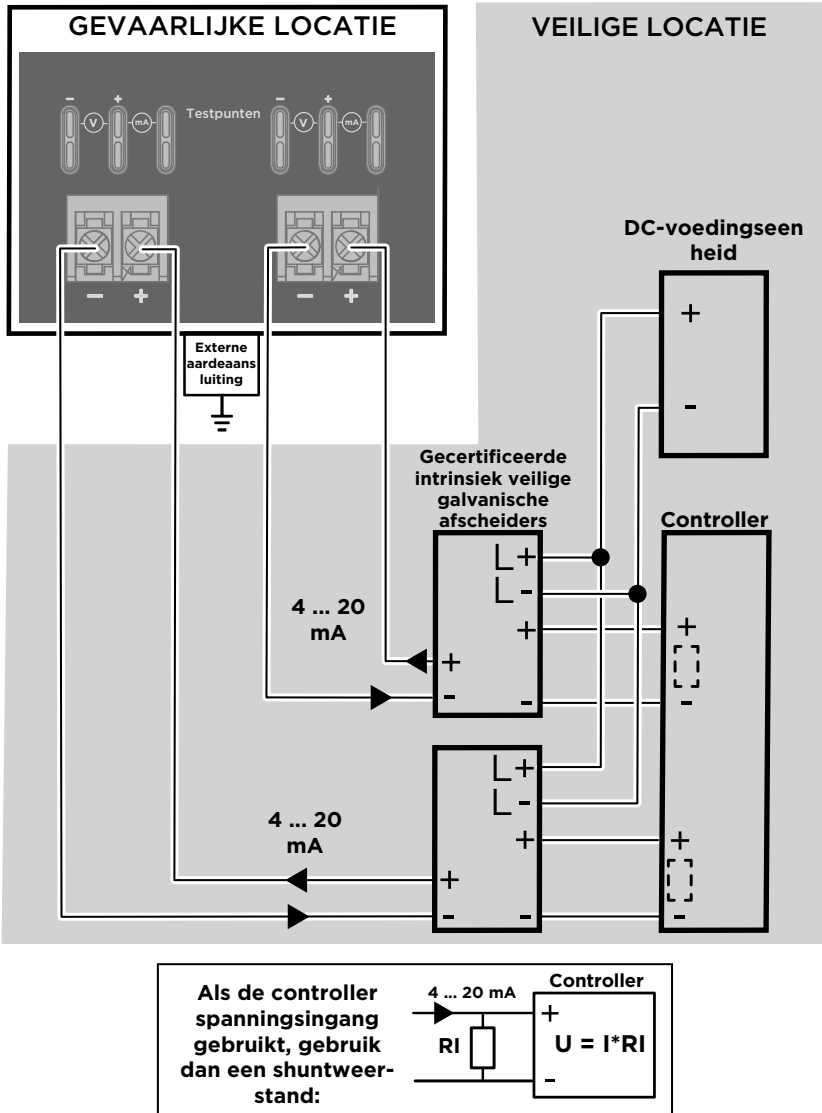 GEVAARLIJKE LOCATIE
VEILIGE LOCATIE
- + - +
V mA Testpunten V mA
- + - +
Externe
aardeaans
luiting
DC-voedingseen
heid
+
-
Gecertificeerde
intrinsiek veilige
galvanische
afscheiders
Controller
L+
L-
+
+
4 ... 20
mA
+
-
-
-
L+
L-
+
+
4 ... 20
mA
+
-
-
-
Als de controller
spanningsingang
gebruikt, gebruik
dan een shuntweer-
stand:
4 ... 20 mA
Controller
+
RI
U = I*RI
-